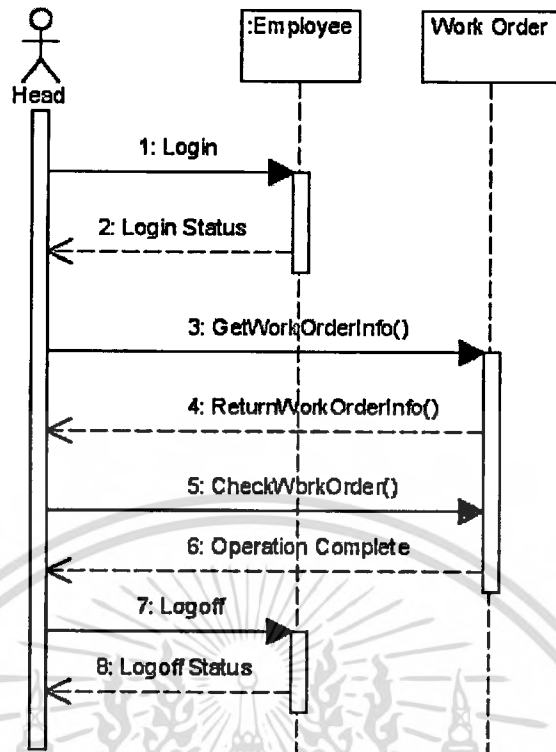 :Employee
Work Order
Head
1: Login
2: Login Status
3: GetWorkOrderInfo()
4: ReturnWorkOrderInfo()
5: CheckWorkOrder()
6: Operation Complete
7: Logoff
8: Logoff Status